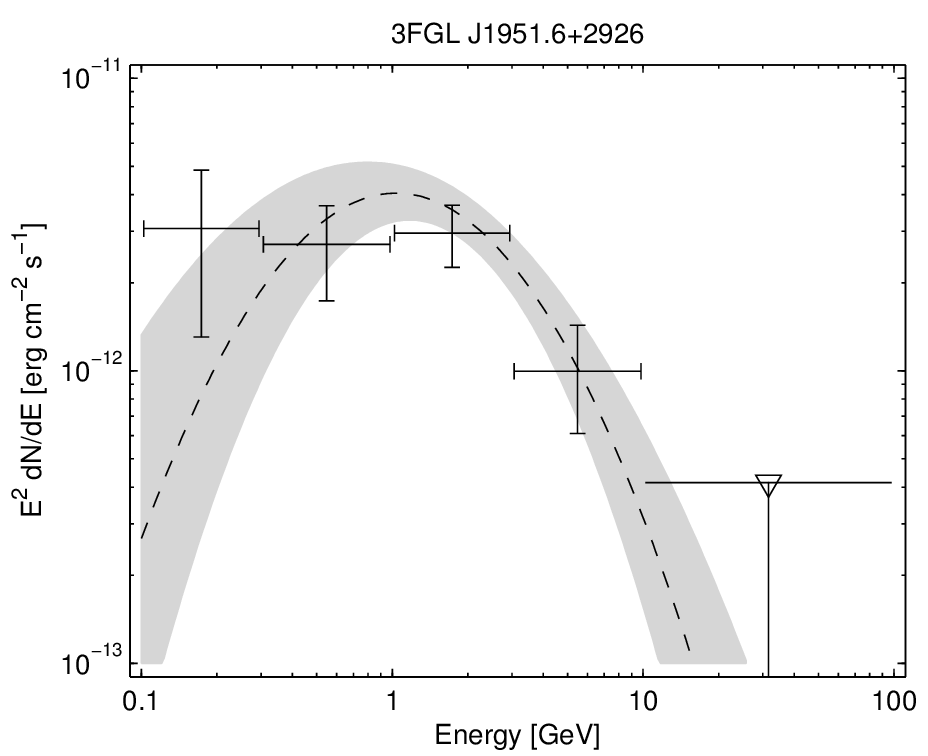 3FGL J1951.6+2926
10⁻¹¹
10⁻¹²
10⁻¹³
E² dN/dE [erg cm⁻² s⁻¹]
0.1 1 10 100
Energy [GeV]